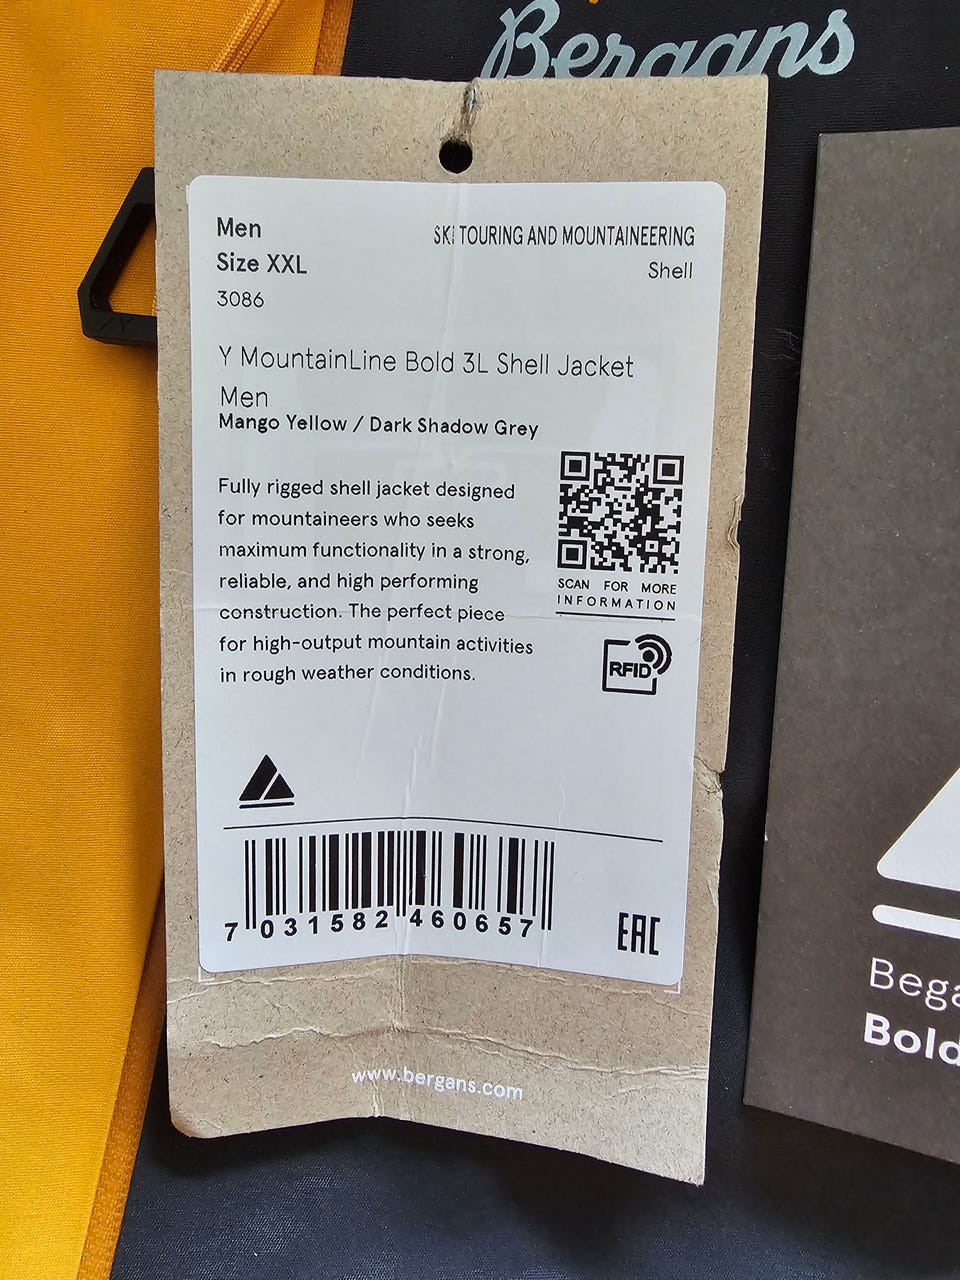 Bergans
Men
Size XXL
3086
SKI TOURING AND MOUNTAINEERING
Shell
Y MountainLine Bold 3L Shell Jacket
Men
Mango Yellow / Dark Shadow Grey
Fully rigged shell jacket designed
for mountaineers who seeks
maximum functionality in a strong,
reliable, and high performing
construction. The perfect piece
for high-output mountain activities
in rough weather conditions.
SCAN FOR MORE
INFORMATION
RFID
7 031582 460657
EAC
www.bergans.com
Bega
Bold